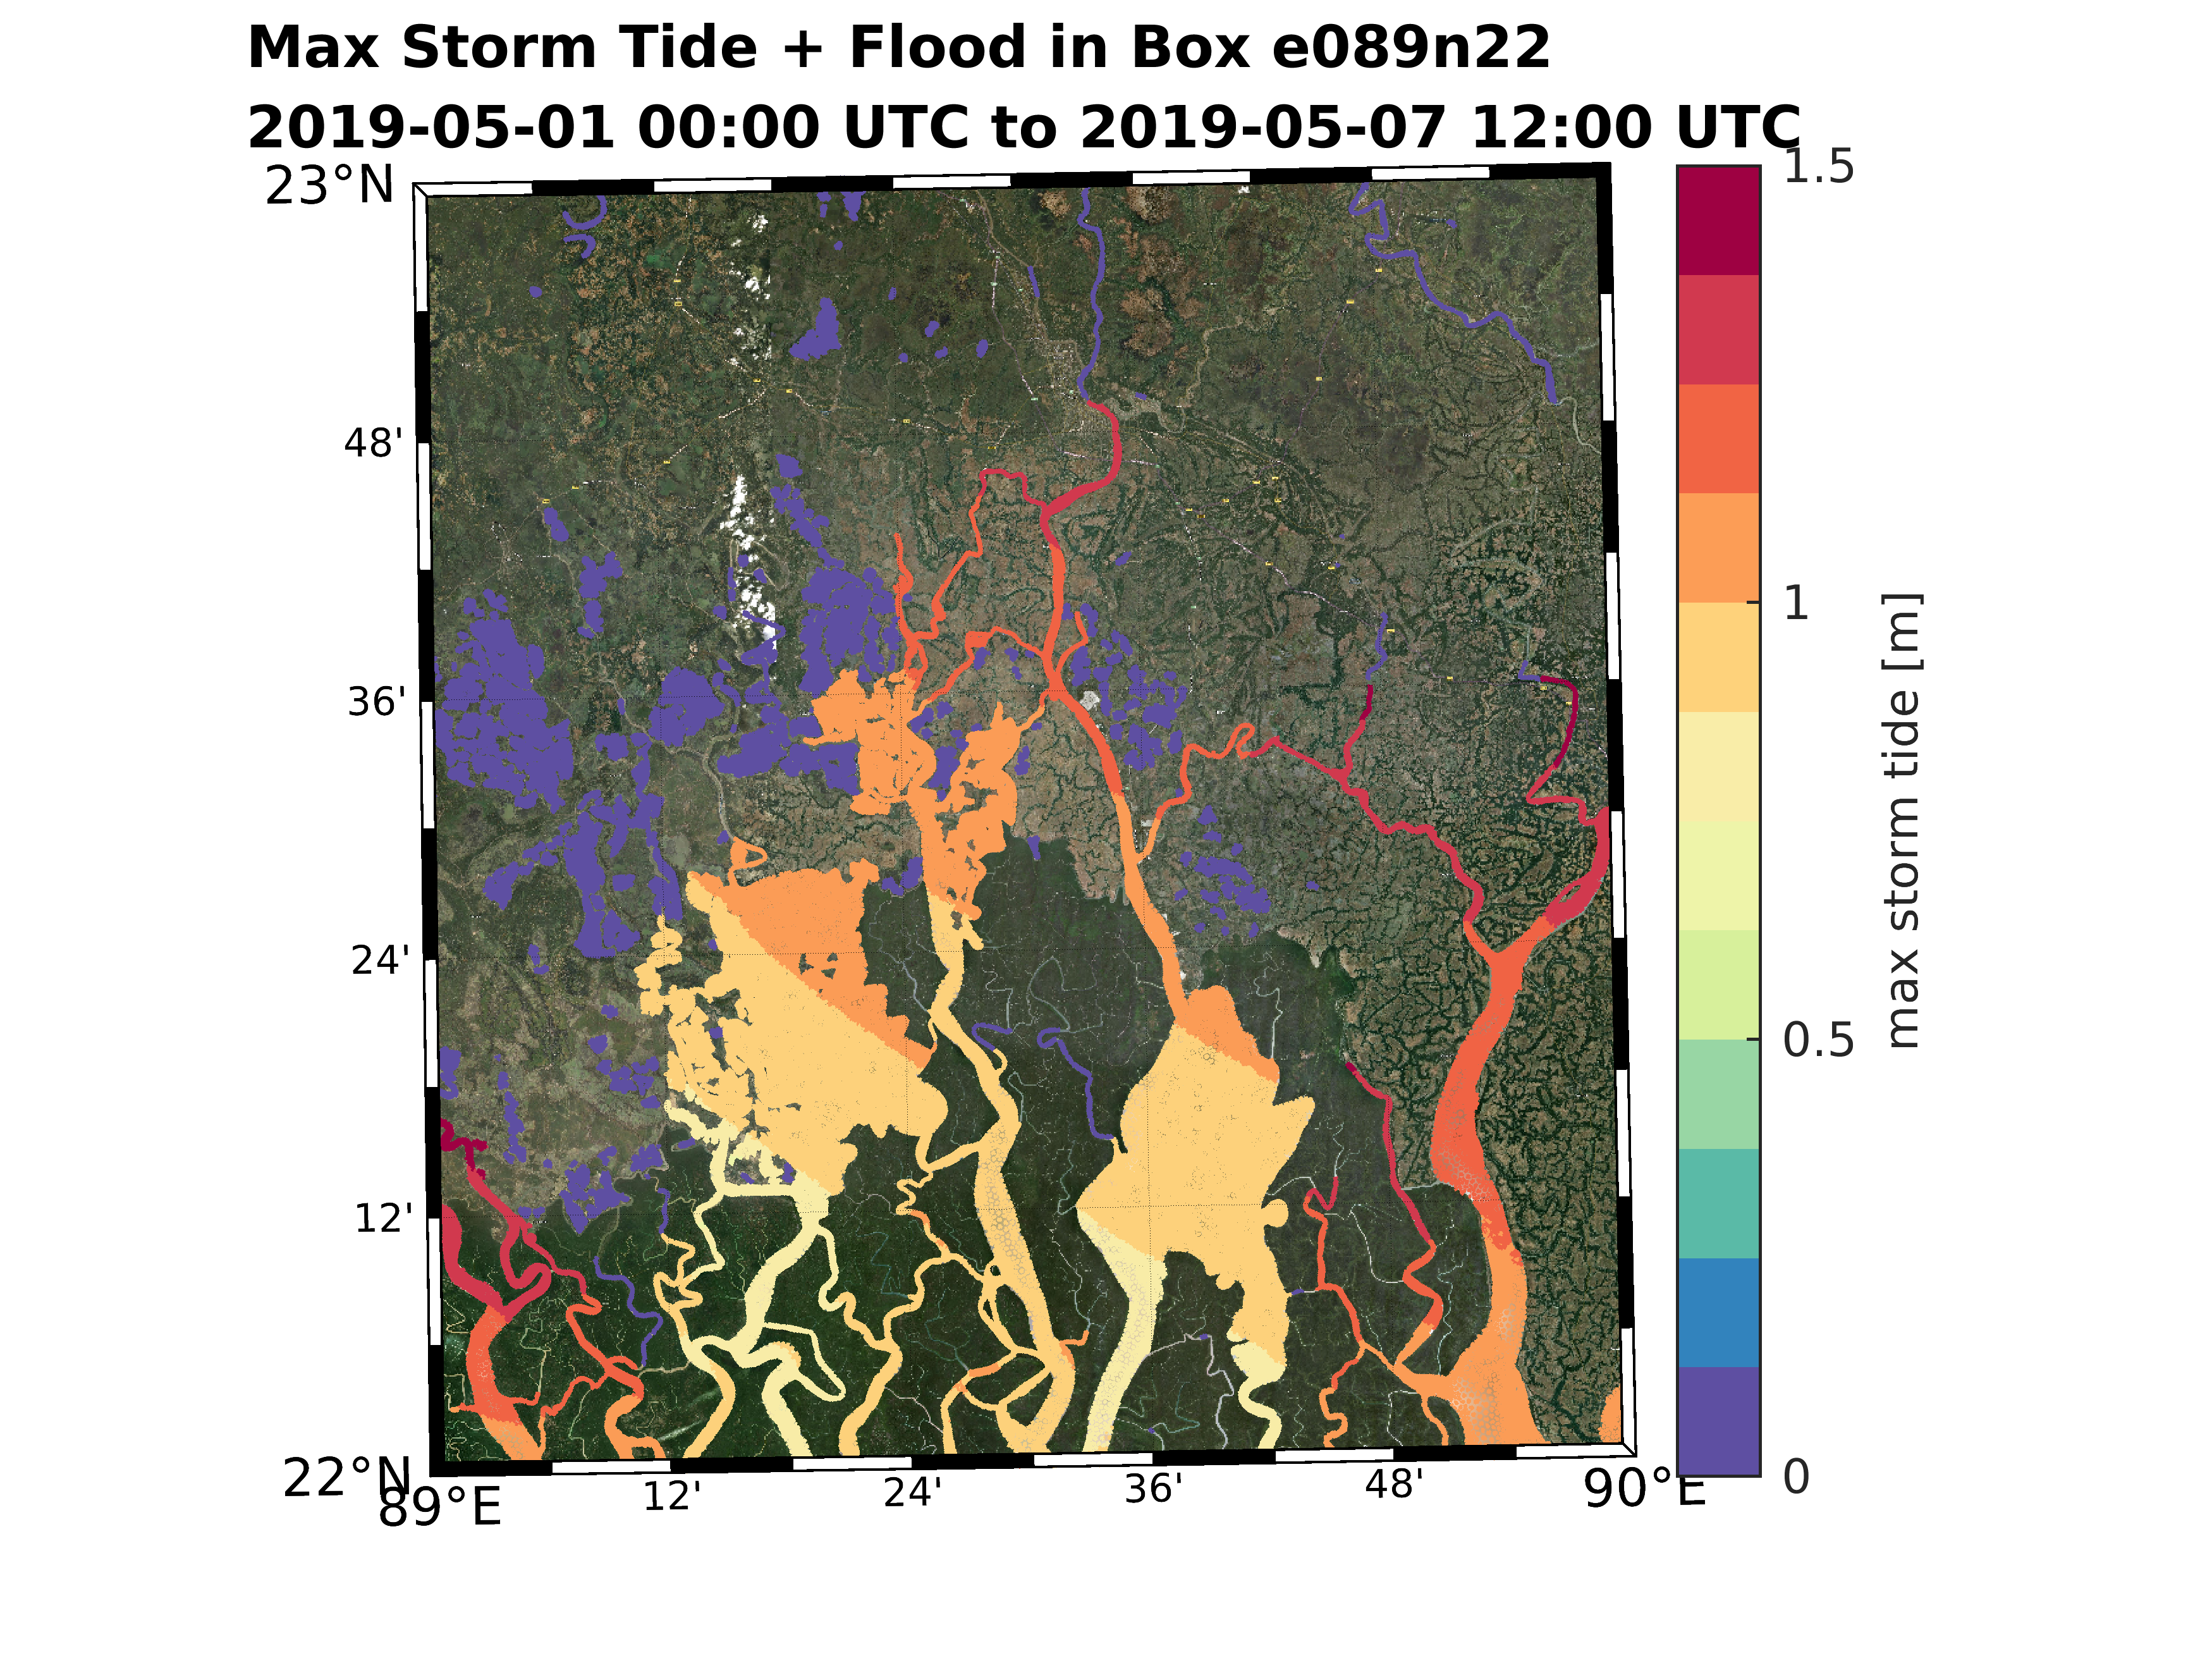 Max Storm Tide + Flood in Box e089n22
2019-05-01 00:00 UTC to 2019-05-07 12:00 UTC
23°N
48'
36'
24'
12'
22°N
89°E
12'
24'
36'
48'
90°E
1.5
1
0.5
0
max storm tide [m]